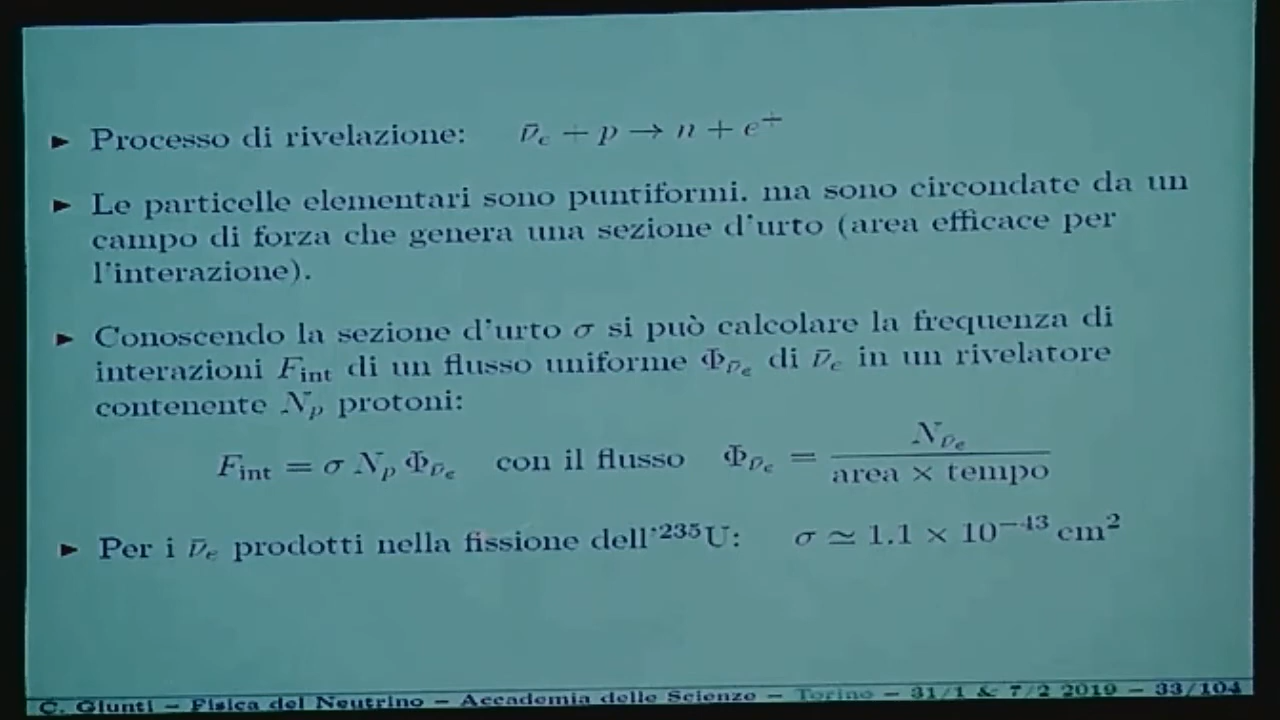 ► Processo di rivelazione: ν̄e + p → n + e⁺
► Le particelle elementari sono puntiformi, ma sono circondate da un
campo di forza che genera una sezione d'urto (area efficace per
l'interazione).
► Conoscendo la sezione d'urto σ si può calcolare la frequenza di
interazioni Fint di un flusso uniforme Φν̄e di ν̄e in un rivelatore
contenente Np protoni:
Fint = σ Np Φν̄e con il flusso Φν̄e = Nν̄e / area × tempo
► Per i ν̄e prodotti nella fissione dell'²³⁵U: σ ≃ 1.1 × 10⁻⁴³ cm²
C. Giunti – Fisica del Neutrino – Accademia delle Scienze – Torino – 31/1 & 7/2 2019 – 33/104